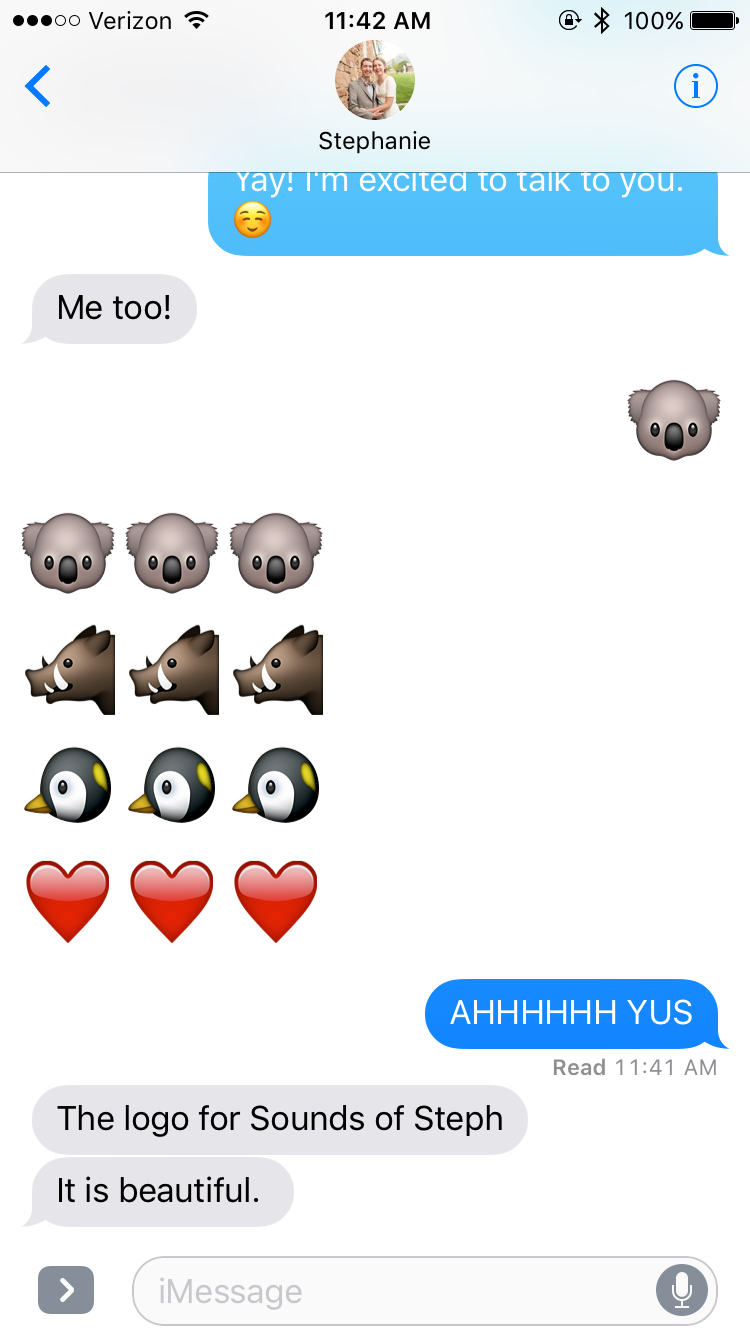 Verizon 11:42 AM 100%
Stephanie
Yay! I'm excited to talk to you.
Me too!
AHHHHHH YUS
Read 11:41 AM
The logo for Sounds of Steph
It is beautiful.
iMessage